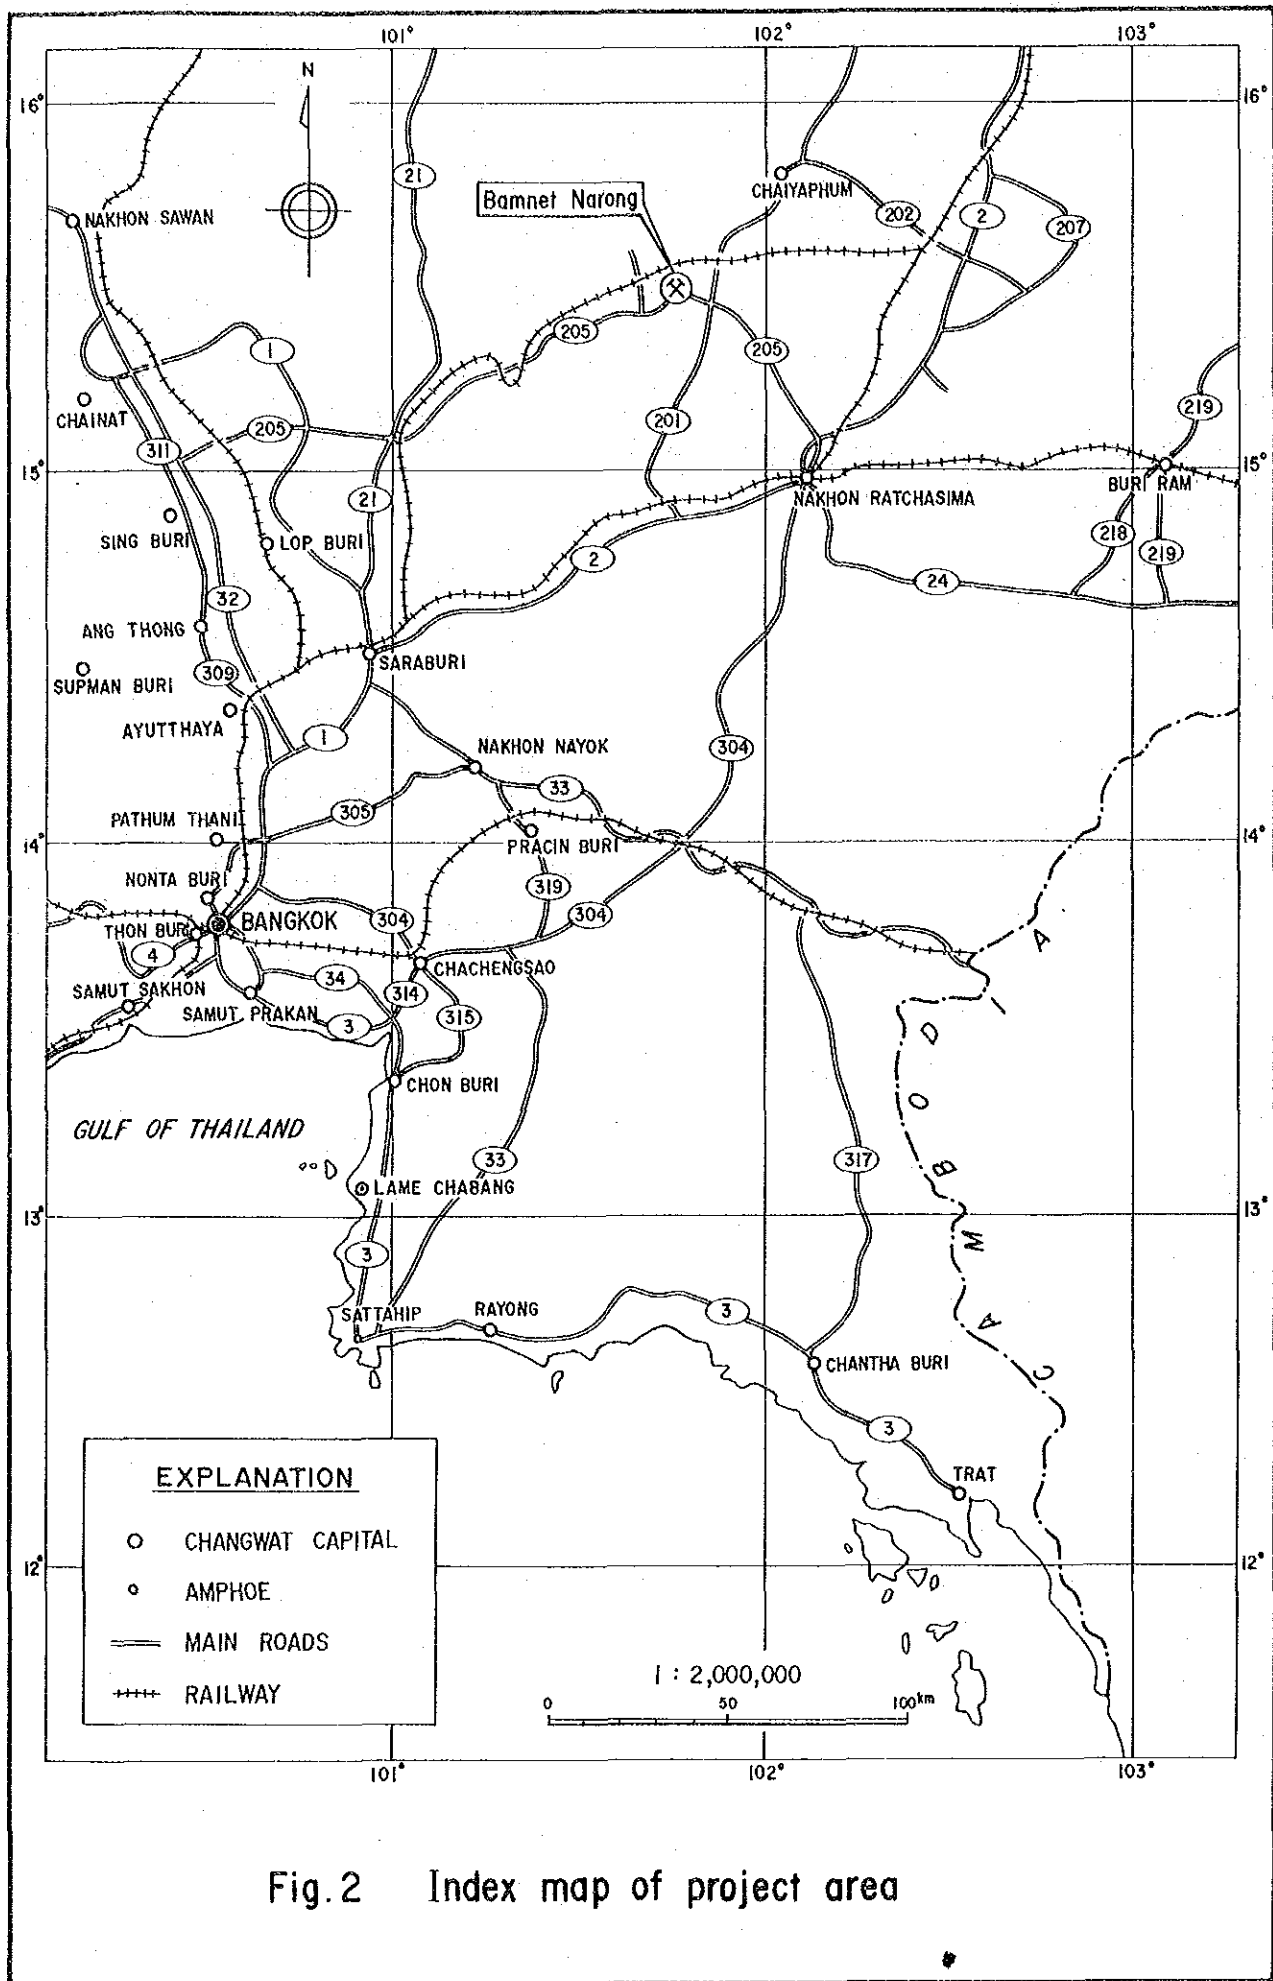 101°
102°
103°
N
16°
16°
21
CHAIYAPHUM
Bamnet Narong
202
2
207
NAKHON SAWAN
205
1
205
CHAINAT
201
219
205
311
15°
15°
21
NAKHON RATCHASIMA
BURI RAM
SING BURI
LOP BURI
2
218
219
24
32
ANG THONG
SARABURI
309
SUPMAN BURI
AYUTTHAYA
1
304
NAKHON NAYOK
33
305
PATHUM THANI
14°
14°
PRACIN BURI
NONTA BURI
319
304
304
THON BURI
BANGKOK
4
CHACHENGSAO
34
314
SAMUT SAKHON
SAMUT PRAKAN
3
315
CHON BURI
GULF OF THAILAND
33
317
LAME CHABANG
13°
13°
3
SATTAHIP
RAYONG
3
CHANTHA BURI
3
TRAT
CAMBODA
12°
12°
EXPLANATION
CHANGWAT CAPITAL
AMPHOE
MAIN ROADS
RAILWAY
1 : 2,000,000
0 50 100km
101°
102°
103°
Fig. 2 Index map of project area